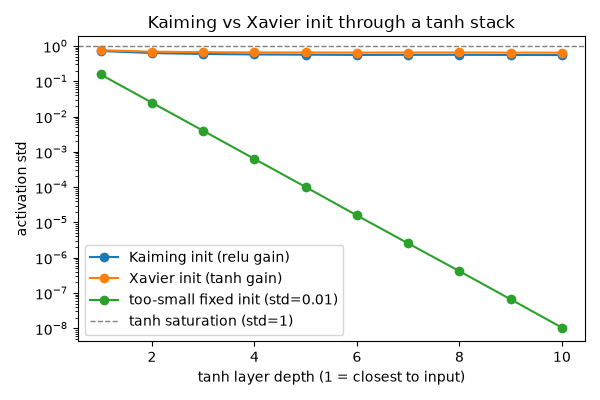 Kaiming vs Xavier init through a tanh stack
activation std
10⁰
10⁻¹
10⁻²
10⁻³
10⁻⁴
10⁻⁵
10⁻⁶
10⁻⁷
10⁻⁸
Kaiming init (relu gain)
Xavier init (tanh gain)
too-small fixed init (std=0.01)
tanh saturation (std=1)
2 4 6 8 10
tanh layer depth (1 = closest to input)